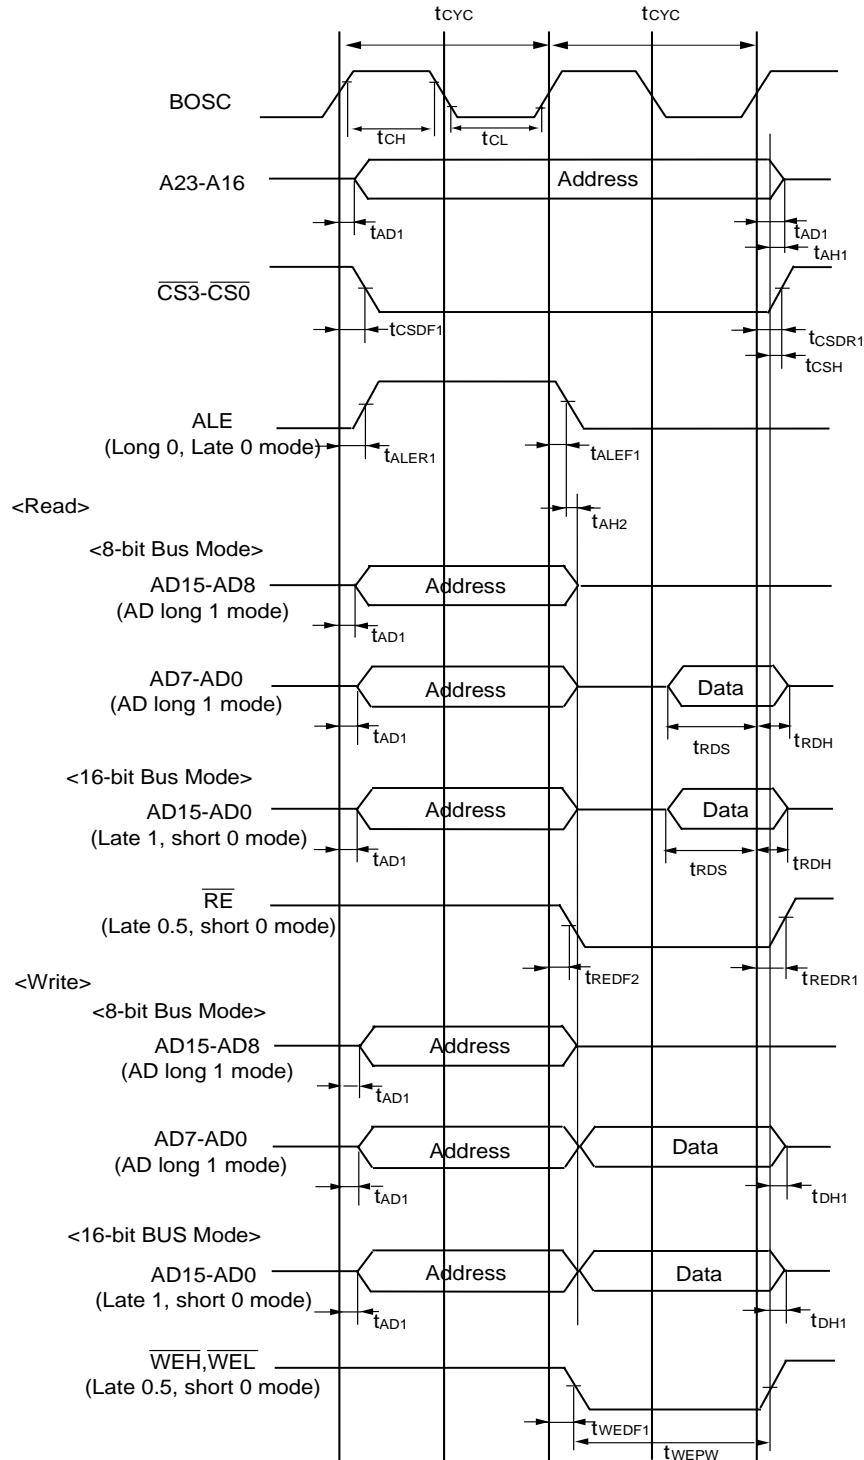 tCYC tCYC
BOSC
tCH tCL
A23-A16 Address
tAD1 tAD1
tAH1
CS3-CS0
tCSDF1 tCSDR1
tCSH
ALE
(Long 0, Late 0 mode) tALER1 tALEF1
<Read> tAH2
<8-bit Bus Mode>
AD15-AD8 Address
(AD long 1 mode)
tAD1
AD7-AD0 Address Data
(AD long 1 mode)
tAD1 tRDS tRDH
<16-bit Bus Mode>
AD15-AD0 Address Data
(Late 1, short 0 mode)
tAD1 tRDS tRDH
RE
(Late 0.5, short 0 mode)
tREDF2 tREDR1
<Write>
<8-bit Bus Mode>
AD15-AD8 Address
(AD long 1 mode)
tAD1
AD7-AD0 Address Data
(AD long 1 mode)
tAD1 tDH1
<16-bit BUS Mode>
AD15-AD0 Address Data
(Late 1, short 0 mode)
tAD1 tDH1
WEH,WEL
(Late 0.5, short 0 mode)
tWEDF1
tWEPW